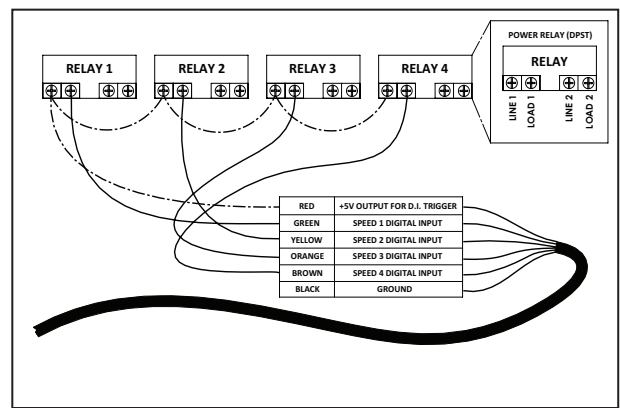 POWER RELAY (DPST)
RELAY 1
RELAY 2
RELAY 3
RELAY 4
RELAY
LINE 1
LOAD 1
LINE 2
LOAD 2
RED +5V OUTPUT FOR D.I. TRIGGER
GREEN SPEED 1 DIGITAL INPUT
YELLOW SPEED 2 DIGITAL INPUT
ORANGE SPEED 3 DIGITAL INPUT
BROWN SPEED 4 DIGITAL INPUT
BLACK GROUND